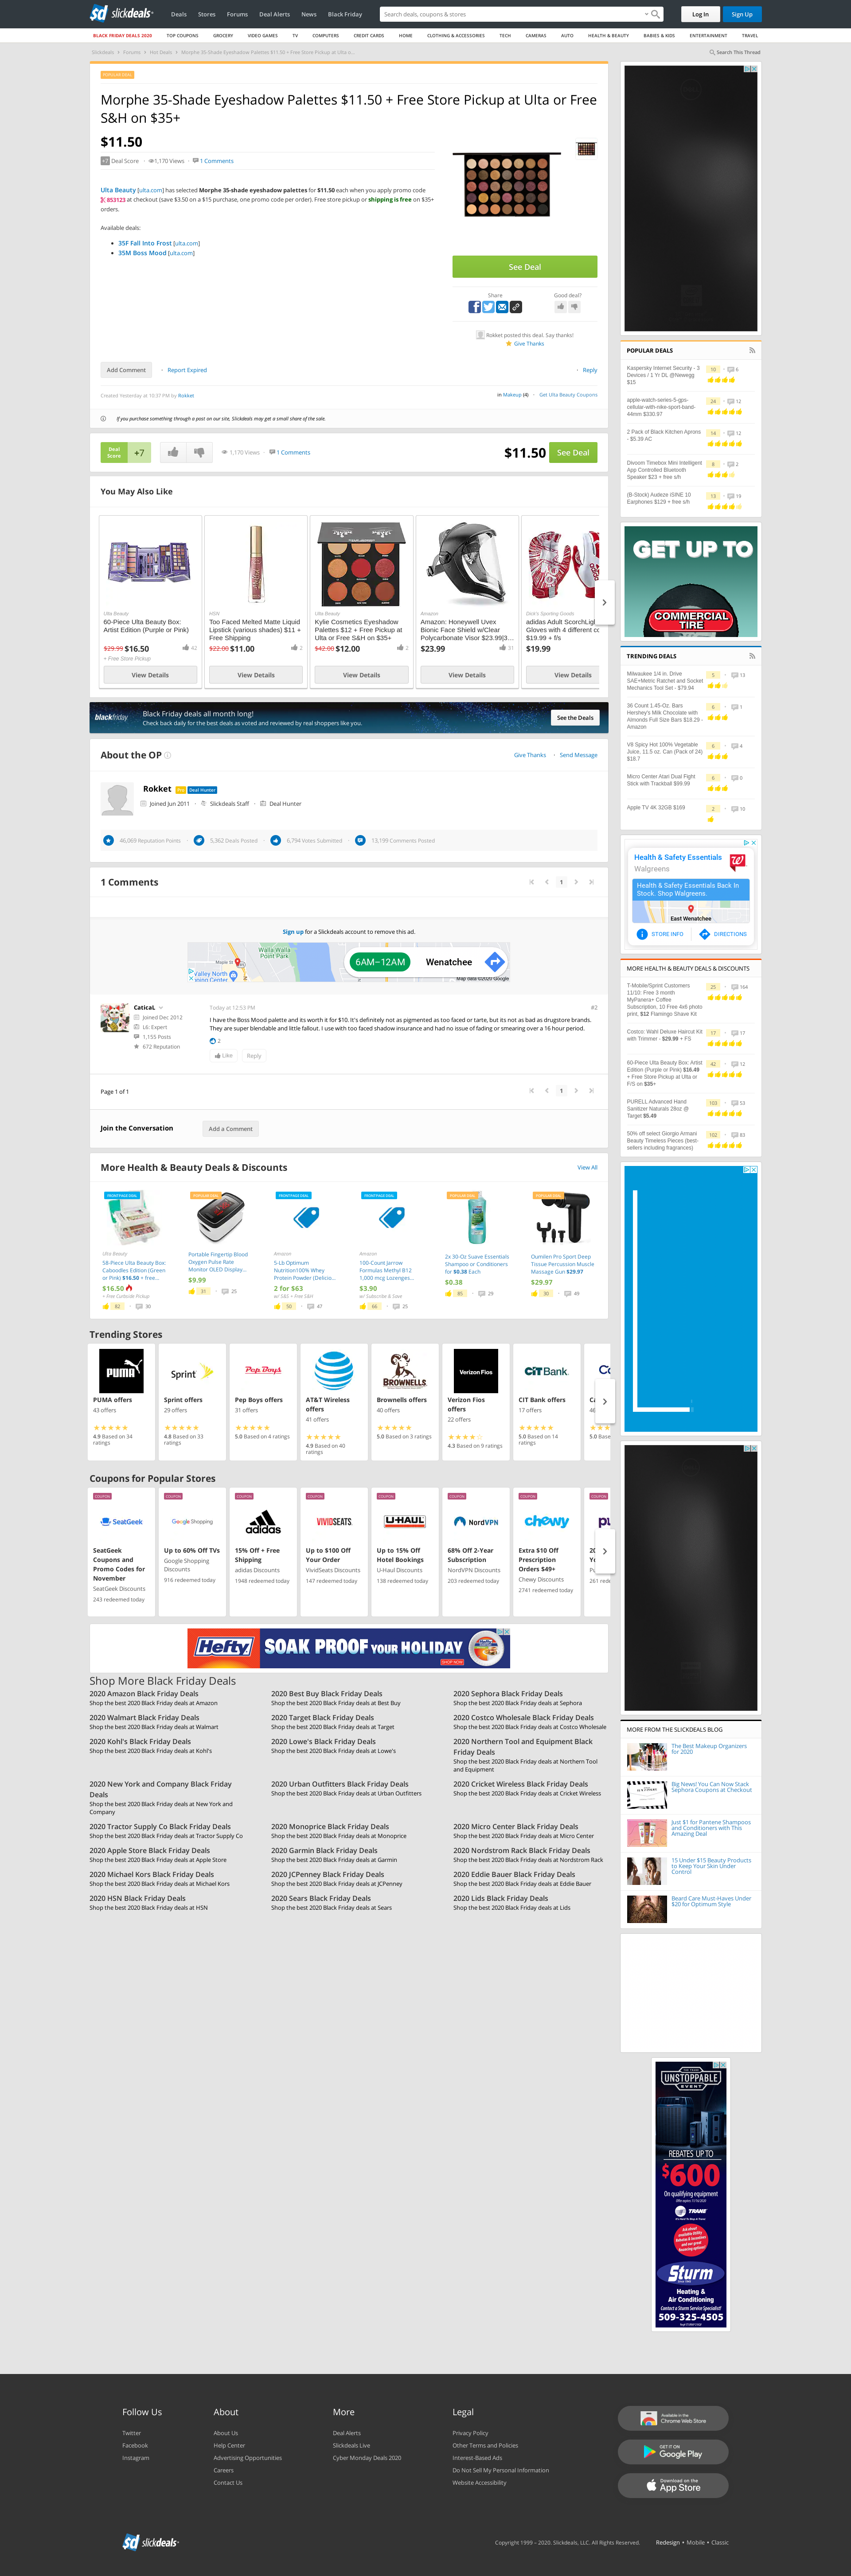 slickdeals
Deals
Stores
Forums
Deal Alerts
News
Black Friday
Search deals, coupons & stores
Log In
Sign Up
BLACK FRIDAY DEALS 2020
TOP COUPONS
GROCERY
VIDEO GAMES
TV
COMPUTERS
CREDIT CARDS
HOME
CLOTHING & ACCESSORIES
TECH
CAMERAS
AUTO
HEALTH & BEAUTY
BABIES & KIDS
ENTERTAINMENT
TRAVEL
Slickdeals › Forums › Hot Deals › Morphe 35-Shade Eyeshadow Palettes $11.50 + Free Store Pickup at Ulta o...
Search This Thread
POPULAR DEAL
Morphe 35-Shade Eyeshadow Palettes $11.50 + Free Store Pickup at Ulta or Free
S&H on $35+
$11.50
+7 Deal Score
1,170 Views
1 Comments
Ulta Beauty [ulta.com] has selected Morphe 35-shade eyeshadow palettes for $11.50 each when you apply promo code
853123 at checkout (save $3.50 on a $15 purchase, one promo code per order). Free store pickup or shipping is free on $35+
orders.
Available deals:
35F Fall Into Frost [ulta.com]
35M Boss Mood [ulta.com]
See Deal
Share
Good deal?
Rokket posted this deal. Say thanks!
Give Thanks
Add Comment
Report Expired
Reply
Created Yesterday at 10:37 PM by Rokket
in Makeup (4)
Get Ulta Beauty Coupons
If you purchase something through a post on our site, Slickdeals may get a small share of the sale.
Deal
Score
+7
1,170 Views
1 Comments
$11.50
See Deal
You May Also Like
Ulta Beauty
60-Piece Ulta Beauty Box:
Artist Edition (Purple or Pink)
$29.99 $16.50
42
+ Free Store Pickup
View Details
HSN
Too Faced Melted Matte Liquid
Lipstick (various shades) $11 +
Free Shipping
$22.00 $11.00
2
View Details
Ulta Beauty
Kylie Cosmetics Eyeshadow
Palettes $12 + Free Pickup at
Ulta or Free S&H on $35+
$42.00 $12.00
2
View Details
Amazon
Amazon: Honeywell Uvex
Bionic Face Shield w/Clear
Polycarbonate Visor $23.99|3...
$23.99
31
View Details
Dick's Sporting Goods
adidas Adult ScorchLigh
Gloves with 4 different co
$19.99 + f/s
$19.99
View Details
blackfriday
Black Friday deals all month long!
Check back daily for the best deals as voted and reviewed by real shoppers like you.
See the Deals
About the OP
Give Thanks
Send Message
Rokket
Pro
Deal Hunter
Joined Jun 2011
Slickdeals Staff
Deal Hunter
46,069 Reputation Points
5,362 Deals Posted
6,794 Votes Submitted
13,199 Comments Posted
1 Comments
1
Sign up for a Slickdeals account to remove this ad.
Walla Walla
Point Park
Maple St
Valley North
6AM–12AM
Wenatchee
Map data ©2020 Google
CaticaL
Joined Dec 2012
L6: Expert
1,155 Posts
672 Reputation
Today at 12:53 PM
#2
I have the Boss Mood palette and its worth it for $10. It's definitely not as pigmented as too faced or tarte, but its not as bad as drugstore brands.
They are super blendable and with little fallout. I use with too faced shadow insurance and had no issue of fading or smearing over a 16 hour period.
2
Like
Reply
Page 1 of 1
1
Join the Conversation
Add a Comment
More Health & Beauty Deals & Discounts
View All
FRONTPAGE DEAL
Ulta Beauty
58-Piece Ulta Beauty Box:
Caboodles Edition (Green
or Pink) $16.50 + free...
$16.50
+ Free Curbside Pickup
82
30
POPULAR DEAL
Portable Fingertip Blood
Oxygen Pulse Rate
Monitor OLED Display...
$9.99
31
25
FRONTPAGE DEAL
Amazon
5-Lb Optimum
Nutrition100% Whey
Protein Powder (Delicio...
2 for $63
w/ S&S + Free S&H
50
47
FRONTPAGE DEAL
Amazon
100-Count Jarrow
Formulas Methyl B12
1,000 mcg Lozenges...
$3.90
w/ Subscribe & Save
66
25
POPULAR DEAL
2x 30-Oz Suave Essentials
Shampoo or Conditioners
for $0.38 Each
$0.38
85
29
POPULAR DEAL
Oumilen Pro Sport Deep
Tissue Percussion Muscle
Massage Gun $29.97
$29.97
30
49
Trending Stores
PUMA
PUMA offers
43 offers
4.9 Based on 34
ratings
Sprint
Sprint offers
29 offers
4.8 Based on 33
ratings
Pep Boys
Pep Boys offers
31 offers
5.0 Based on 4 ratings
AT&T Wireless
offers
41 offers
4.9 Based on 40
ratings
BROWNELLS
Brownells offers
40 offers
5.0 Based on 3 ratings
Verizon Fios
Verizon Fios
offers
22 offers
4.3 Based on 9 ratings
CIT BANK
CIT Bank offers
17 offers
5.0 Based on 14
ratings
Coupons for Popular Stores
COUPON
SeatGeek
SeatGeek
Coupons and
Promo Codes for
November
SeatGeek Discounts
243 redeemed today
COUPON
Google Shopping
Up to 60% Off TVs
Google Shopping
Discounts
916 redeemed today
COUPON
adidas
15% Off + Free
Shipping
adidas Discounts
1948 redeemed today
COUPON
VIVIDSEATS
Up to $100 Off
Your Order
VividSeats Discounts
147 redeemed today
COUPON
U-HAUL
Up to 15% Off
Hotel Bookings
U-Haul Discounts
138 redeemed today
COUPON
NordVPN
68% Off 2-Year
Subscription
NordVPN Discounts
203 redeemed today
COUPON
chewy
Extra $10 Off
Prescription
Orders $49+
Chewy Discounts
2741 redeemed today
COUPON
Hefty
SOAK PROOF YOUR HOLIDAY
SHOP NOW
Shop More Black Friday Deals
2020 Amazon Black Friday Deals
Shop the best 2020 Black Friday deals at Amazon
2020 Best Buy Black Friday Deals
Shop the best 2020 Black Friday deals at Best Buy
2020 Sephora Black Friday Deals
Shop the best 2020 Black Friday deals at Sephora
2020 Walmart Black Friday Deals
Shop the best 2020 Black Friday deals at Walmart
2020 Target Black Friday Deals
Shop the best 2020 Black Friday deals at Target
2020 Costco Wholesale Black Friday Deals
Shop the best 2020 Black Friday deals at Costco Wholesale
2020 Kohl's Black Friday Deals
Shop the best 2020 Black Friday deals at Kohl's
2020 Lowe's Black Friday Deals
Shop the best 2020 Black Friday deals at Lowe's
2020 Northern Tool and Equipment Black
Friday Deals
Shop the best 2020 Black Friday deals at Northern Tool
and Equipment
2020 New York and Company Black Friday
Deals
Shop the best 2020 Black Friday deals at New York and
Company
2020 Urban Outfitters Black Friday Deals
Shop the best 2020 Black Friday deals at Urban Outfitters
2020 Cricket Wireless Black Friday Deals
Shop the best 2020 Black Friday deals at Cricket Wireless
2020 Tractor Supply Co Black Friday Deals
Shop the best 2020 Black Friday deals at Tractor Supply Co
2020 Monoprice Black Friday Deals
Shop the best 2020 Black Friday deals at Monoprice
2020 Micro Center Black Friday Deals
Shop the best 2020 Black Friday deals at Micro Center
2020 Apple Store Black Friday Deals
Shop the best 2020 Black Friday deals at Apple Store
2020 Garmin Black Friday Deals
Shop the best 2020 Black Friday deals at Garmin
2020 Nordstrom Rack Black Friday Deals
Shop the best 2020 Black Friday deals at Nordstrom Rack
2020 Michael Kors Black Friday Deals
Shop the best 2020 Black Friday deals at Michael Kors
2020 JCPenney Black Friday Deals
Shop the best 2020 Black Friday deals at JCPenney
2020 Eddie Bauer Black Friday Deals
Shop the best 2020 Black Friday deals at Eddie Bauer
2020 HSN Black Friday Deals
Shop the best 2020 Black Friday deals at HSN
2020 Sears Black Friday Deals
Shop the best 2020 Black Friday deals at Sears
2020 Lids Black Friday Deals
Shop the best 2020 Black Friday deals at Lids
POPULAR DEALS
Kaspersky Internet Security - 3
Devices / 1 Yr DL @Newegg
$15
10
6
apple-watch-series-5-gps-
cellular-with-nike-sport-band-
44mm $330.97
24
12
2 Pack of Black Kitchen Aprons
- $5.39 AC
14
12
Divoom Timebox Mini Intelligent
App Controlled Bluetooth
Speaker $23 + free s/h
8
2
(B-Stock) Audeze iSINE 10
Earphones $129 + free s/h
13
19
GET UP TO
COMMERCIAL
TIRE
TRENDING DEALS
Milwaukee 1/4 in. Drive
SAE+Metric Ratchet and Socket
Mechanics Tool Set - $79.94
5
13
36 Count 1.45-Oz. Bars
Hershey's Milk Chocolate with
Almonds Full Size Bars $18.29 -
Amazon
6
1
V8 Spicy Hot 100% Vegetable
Juice, 11.5 oz. Can (Pack of 24)
$18.7
6
4
Micro Center Atari Dual Fight
Stick with Trackball $99.99
6
0
Apple TV 4K 32GB $169
2
10
Health & Safety Essentials
Walgreens
Health & Safety Essentials Back In
Stock. Shop Walgreens.
East Wenatchee
STORE INFO
DIRECTIONS
MORE HEALTH & BEAUTY DEALS & DISCOUNTS
T-Mobile/Sprint Customers
11/10: Free 3 month
MyPanera+ Coffee
Subscription, 10 Free 4x6 photo
print, $12 Flamingo Shave Kit
25
164
Costco: Wahl Deluxe Haircut Kit
with Trimmer - $29.99 + FS
17
17
60-Piece Ulta Beauty Box: Artist
Edition (Purple or Pink) $16.49
+ Free Store Pickup at Ulta or
F/S on $35+
42
12
PURELL Advanced Hand
Sanitizer Naturals 28oz @
Target $5.49
103
53
50% off select Giorgio Armani
Beauty Timeless Pieces (best-
sellers including fragrances)
102
83
MORE FROM THE SLICKDEALS BLOG
The Best Makeup Organizers
for 2020
Big News! You Can Now Stack
Sephora Coupons at Checkout
Just $1 for Pantene Shampoos
and Conditioners with This
Amazing Deal
15 Under $15 Beauty Products
to Keep Your Skin Under
Control
Beard Care Must-Haves Under
$20 for Optimum Style
UNSTOPPABLE
EVENT
REBATES UP TO
$600
ON QUALIFYING EQUIPMENT
TRANE
Sturm
Heating &
Air Conditioning
Contact a Sturm Service Specialist!
509-325-4505
Follow Us
Twitter
Facebook
Instagram
About
About Us
Help Center
Advertising Opportunities
Careers
Contact Us
More
Deal Alerts
Slickdeals Live
Cyber Monday Deals 2020
Legal
Privacy Policy
Other Terms and Policies
Interest-Based Ads
Do Not Sell My Personal Information
Website Accessibility
Available in the
Chrome Web Store
GET IT ON
Google Play
Download on the
App Store
slickdeals
Copyright 1999 – 2020. Slickdeals, LLC. All Rights Reserved.
Redesign • Mobile • Classic